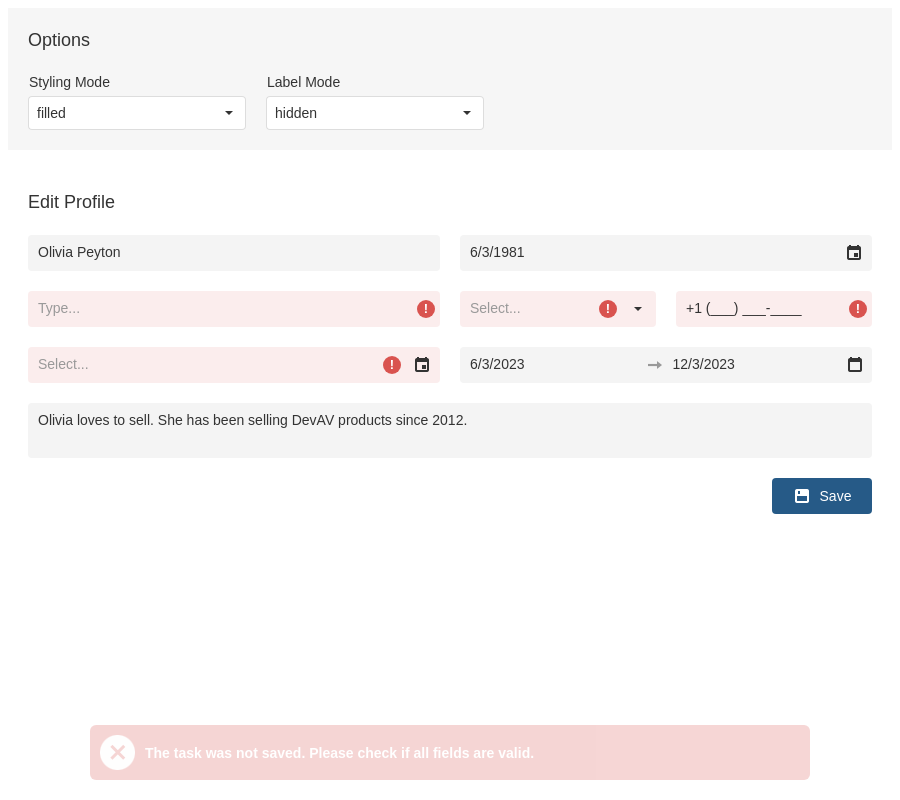 Options
Styling Mode
Label Mode
filled
hidden
Edit Profile
Olivia Peyton
6/3/1981
Type...
Select...
+1 (___) ___-____
Select...
6/3/2023
12/3/2023
Olivia loves to sell. She has been selling DevAV products since 2012.
Save
The task was not saved. Please check if all fields are valid.